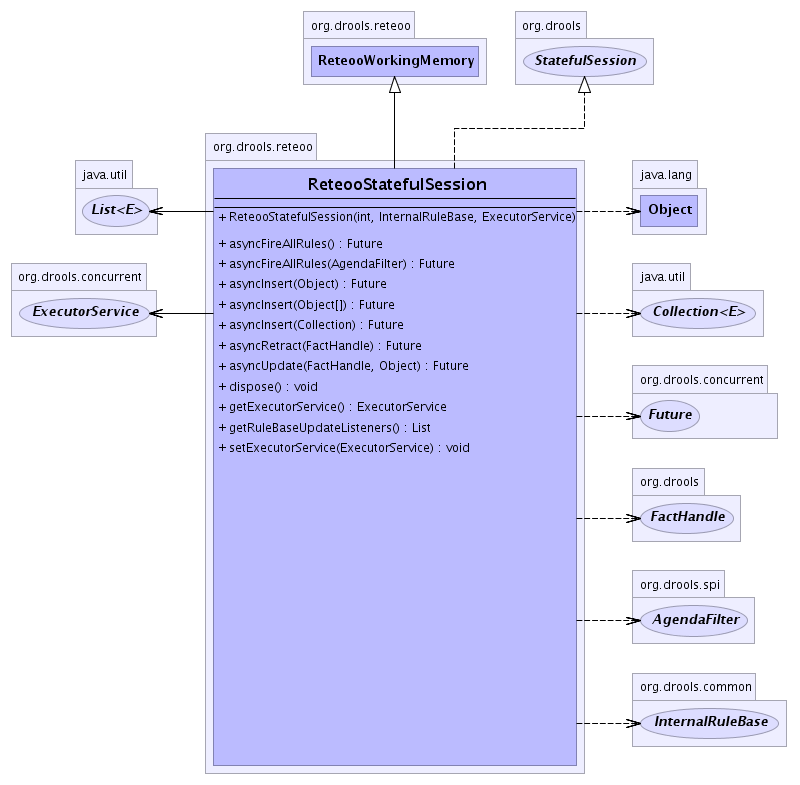 org.drools.reteoo
ReteooWorkingMemory
org.drools
StatefulSession
org.drools.reteoo
ReteooStatefulSession
+ ReteooStatefulSession(int, InternalRuleBase, ExecutorService)
+ asyncFireAllRules() : Future
+ asyncFireAllRules(AgendaFilter) : Future
+ asyncInsert(Object) : Future
+ asyncInsert(Object[]) : Future
+ asyncInsert(Collection) : Future
+ asyncRetract(FactHandle) : Future
+ asyncUpdate(FactHandle, Object) : Future
+ dispose() : void
+ getExecutorService() : ExecutorService
+ getRuleBaseUpdateListeners() : List
+ setExecutorService(ExecutorService) : void
java.util
List<E>
org.drools.concurrent
ExecutorService
java.lang
Object
java.util
Collection<E>
org.drools.concurrent
Future
org.drools
FactHandle
org.drools.spi
AgendaFilter
org.drools.common
InternalRuleBase